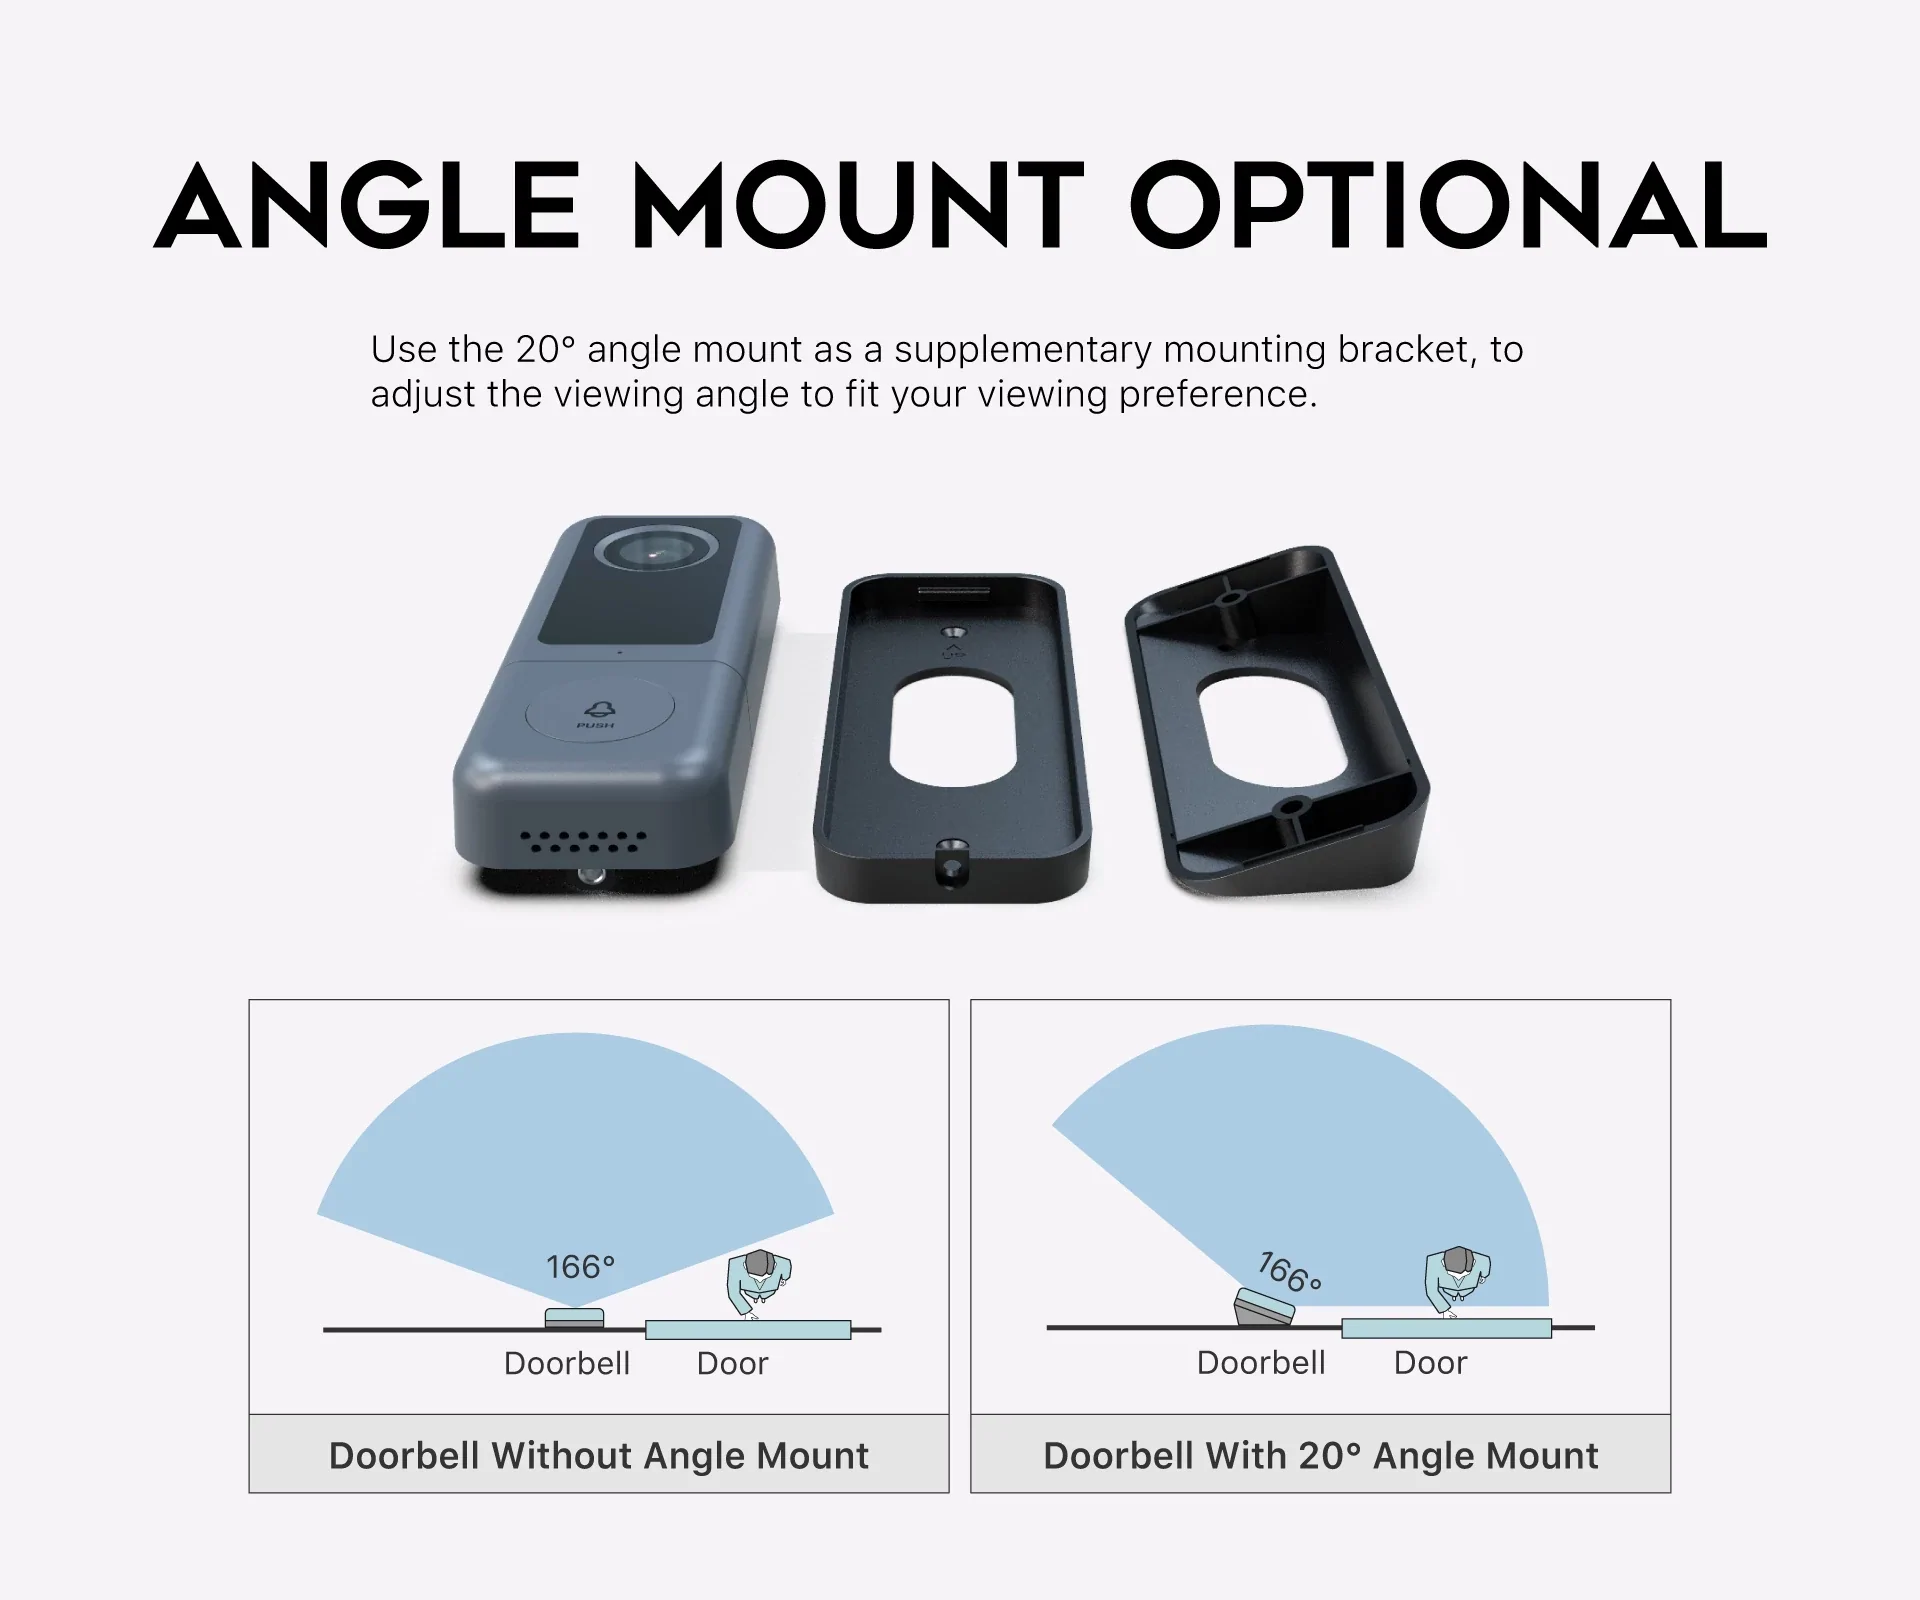 ANGLE MOUNT OPTIONAL
Use the 20° angle mount as a supplementary mounting bracket, to
adjust the viewing angle to fit your viewing preference.
PUSH
166°
Doorbell
Door
Doorbell Without Angle Mount
166°
Doorbell
Door
Doorbell With 20° Angle Mount